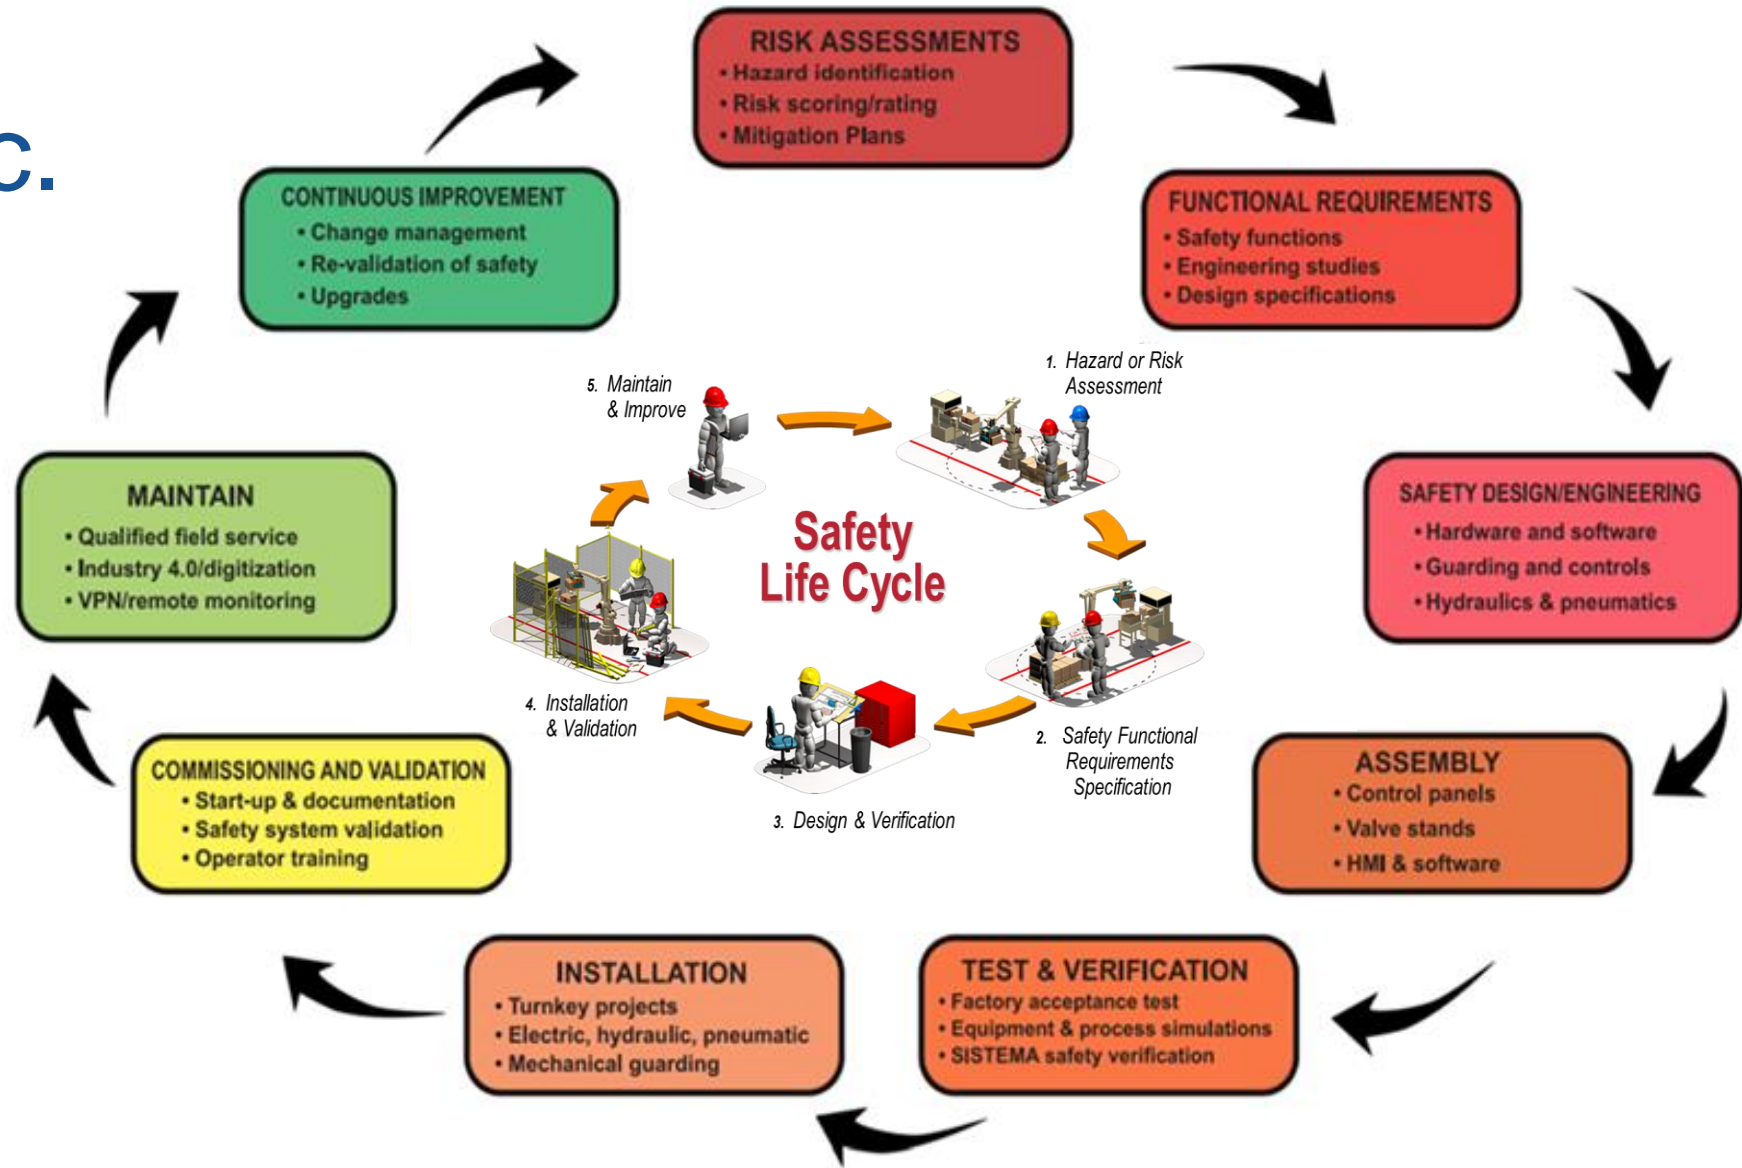 c.
RISK ASSESSMENTS
• Hazard identification
• Risk scoring/rating
• Mitigation Plans
FUNCTIONAL REQUIREMENTS
• Safety functions
• Engineering studies
• Design specifications
SAFETY DESIGN/ENGINEERING
• Hardware and software
• Guarding and controls
• Hydraulics & pneumatics
ASSEMBLY
• Control panels
• Valve stands
• HMI & software
TEST & VERIFICATION
• Factory acceptance test
• Equipment & process simulations
• SISTEMA safety verification
INSTALLATION
• Turnkey projects
• Electric, hydraulic, pneumatic
• Mechanical guarding
COMMISSIONING AND VALIDATION
• Start-up & documentation
• Safety system validation
• Operator training
MAINTAIN
• Qualified field service
• Industry 4.0/digitization
• VPN/remote monitoring
CONTINUOUS IMPROVEMENT
• Change management
• Re-validation of safety
• Upgrades
Safety
Life Cycle
1. Hazard or Risk
Assessment
2. Safety Functional
Requirements
Specification
3. Design & Verification
4. Installation
& Validation
5. Maintain
& Improve